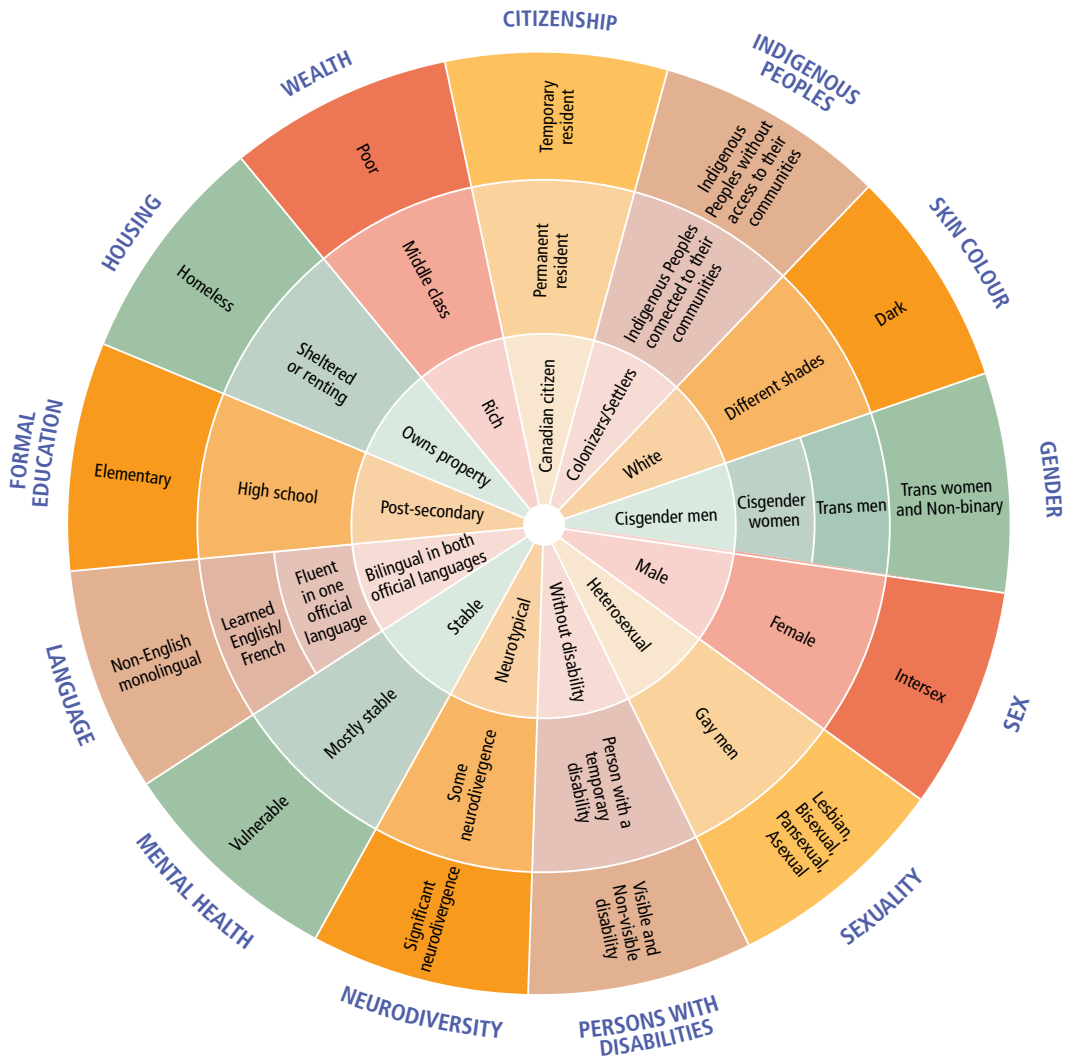 CITIZENSHIP
Temporary
resident
Permanent
resident
Canadian citizen
INDIGENOUS
PEOPLES
Indigenous
Peoples without
access to their
communities
Indigenous Peoples
connected to their
communities
Colonizers/Settlers
SKIN COLOUR
Dark
Different shades
White
GENDER
Trans women
and Non-binary
Trans men
Cisgender
women
Cisgender men
SEX
Intersex
Female
Male
SEXUALITY
Lesbian,
Bisexual,
Pansexual,
Asexual
Gay men
Heterosexual
PERSONS WITH
DISABILITIES
Visible and
Non-visible
disability
Person with a
temporary
disability
Without disability
NEURODIVERSITY
Significant
neurodivergence
Some
neurodivergence
Neurotypical
MENTAL HEALTH
Vulnerable
Mostly stable
Stable
LANGUAGE
Non-English
monolingual
Learned
English/
French
Fluent
in one
official
language
Bilingual in both
official languages
FORMAL
EDUCATION
Elementary
High school
Post-secondary
HOUSING
Homeless
Sheltered
or renting
Owns property
WEALTH
Poor
Middle class
Rich